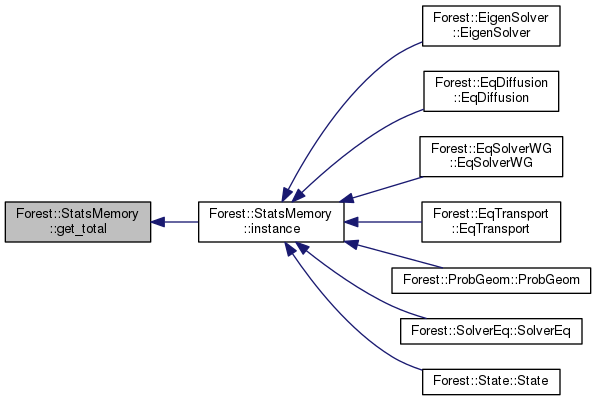 Forest::EigenSolver
::EigenSolver
Forest::EqDiffusion
::EqDiffusion
Forest::EqSolverWG
::EqSolverWG
Forest::StatsMemory
::get_total
Forest::StatsMemory
::instance
Forest::EqTransport
::EqTransport
Forest::ProbGeom::ProbGeom
Forest::SolverEq::SolverEq
Forest::State::State